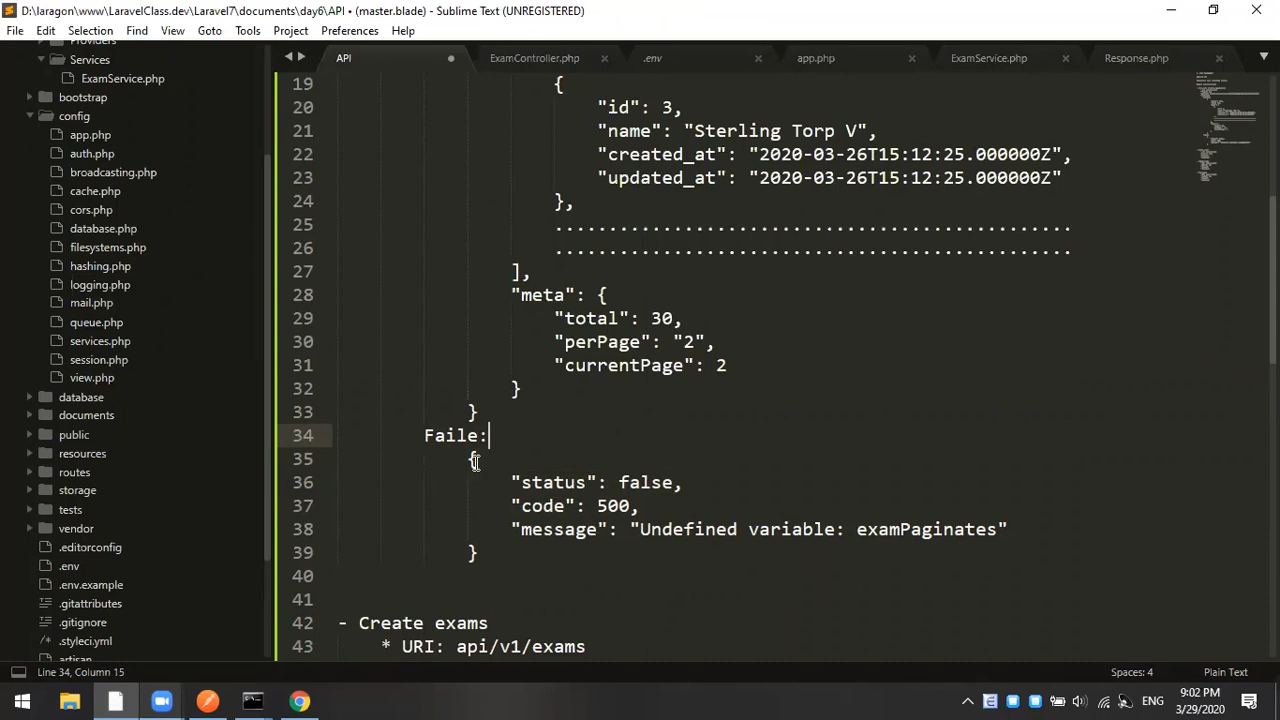 D:\laragon\www\LaravelClass.dev\Laravel7\documents\day6\API • (master.blade) - Sublime Text (UNREGISTERED)
File Edit Selection Find View Goto Tools Project Preferences Help
Providers
Services
ExamService.php
bootstrap
config
app.php
auth.php
broadcasting.php
cache.php
cors.php
database.php
filesystems.php
hashing.php
logging.php
mail.php
queue.php
services.php
session.php
view.php
database
documents
public
resources
routes
storage
tests
vendor
.editorconfig
.env
.env.example
.gitattributes
.gitignore
.styleci.yml
artisan
API ExamController.php .env app.php ExamService.php Response.php
19 {
20 "id": 3,
21 "name": "Sterling Torp V",
22 "created_at": "2020-03-26T15:12:25.000000Z",
23 "updated_at": "2020-03-26T15:12:25.000000Z"
24 },
25 ................................................
26 ................................................
27 ],
28 "meta": {
29 "total": 30,
30 "perPage": "2",
31 "currentPage": 2
32 }
33 }
34 Faile:
35 {
36 "status": false,
37 "code": 500,
38 "message": "Undefined variable: examPaginates"
39 }
40
41
42 - Create exams
43 * URI: api/v1/exams
Line 34, Column 15 Spaces: 4 Plain Text
ENG 9:02 PM
3/29/2020